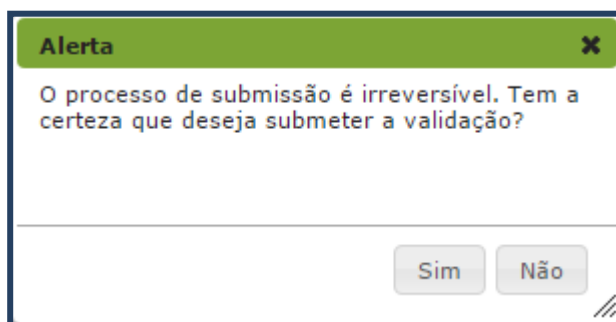 Alerta
O processo de submissão é irreversível. Tem a
certeza que deseja submeter a validação?
Sim Não